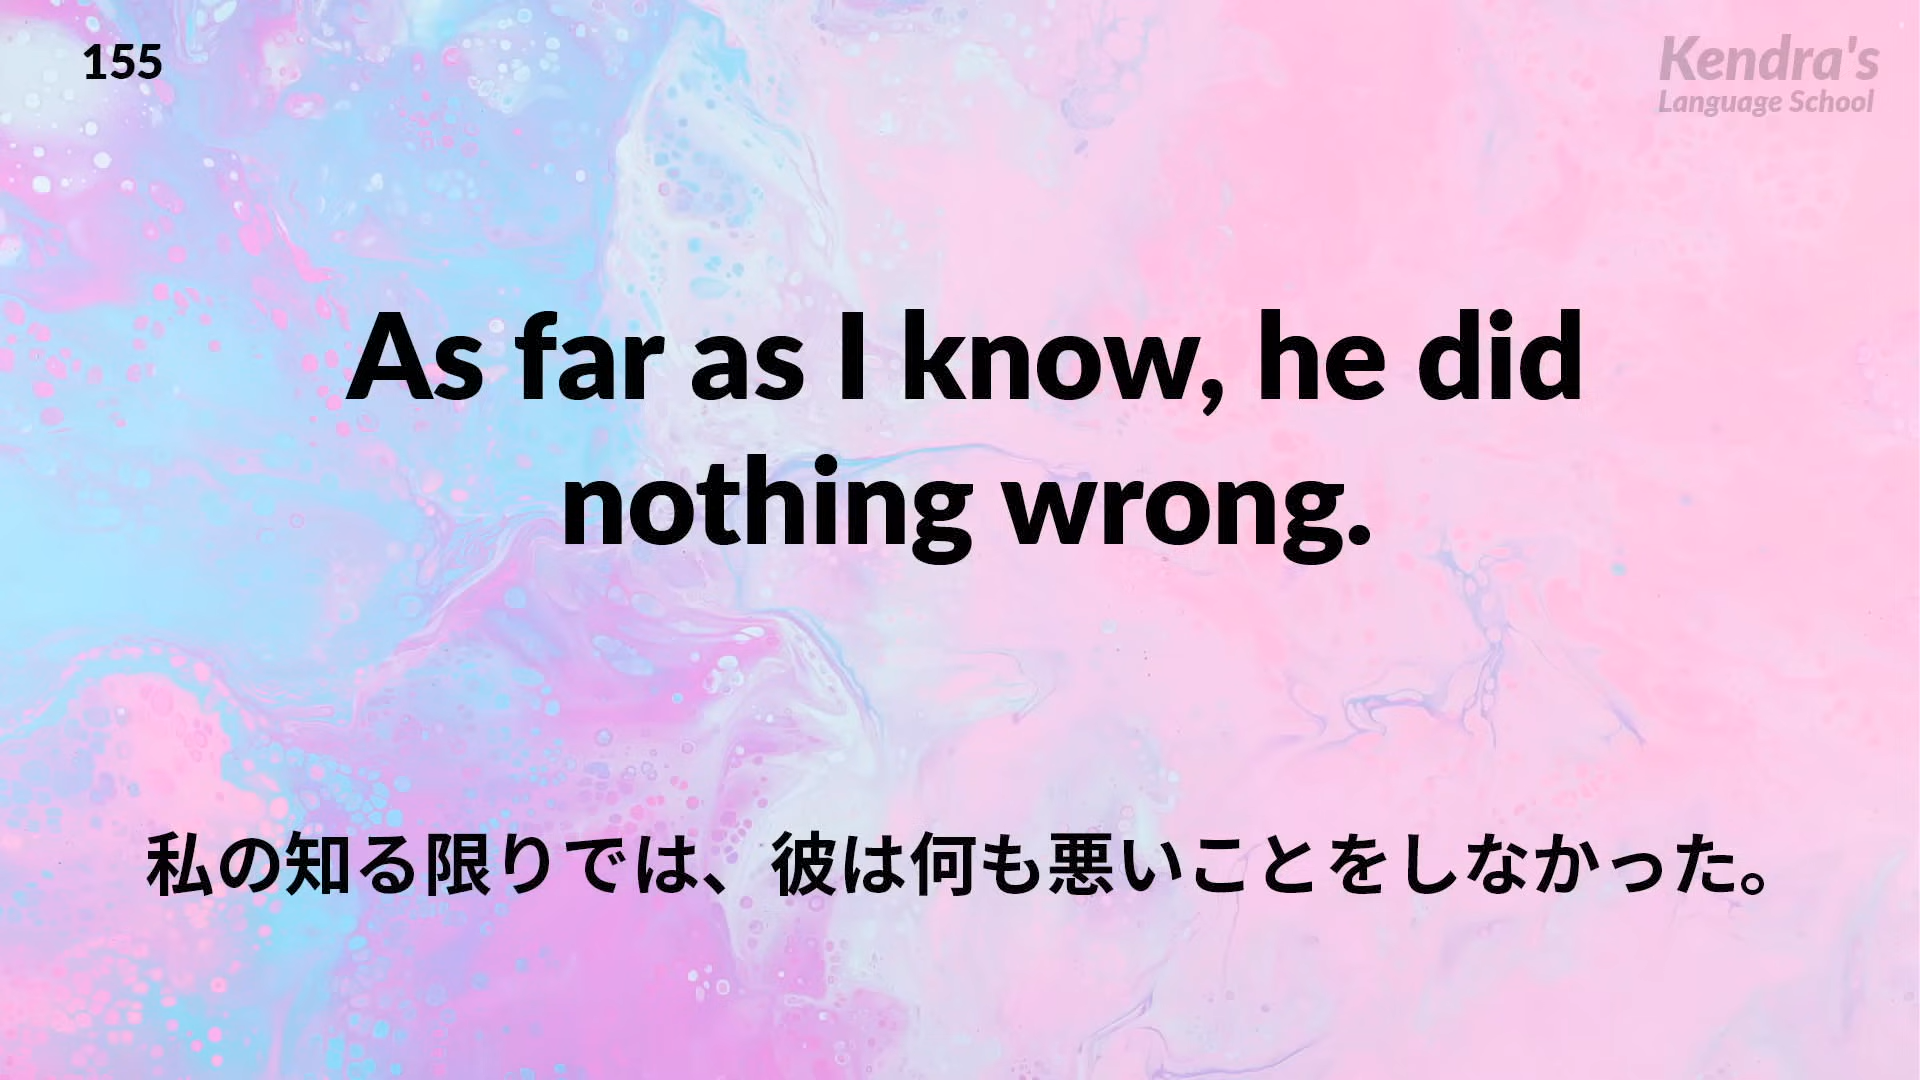 155
Kendra's
Language School
As far as I know, he did
nothing wrong.
私の知る限りでは、彼は何も悪いことをしなかった。